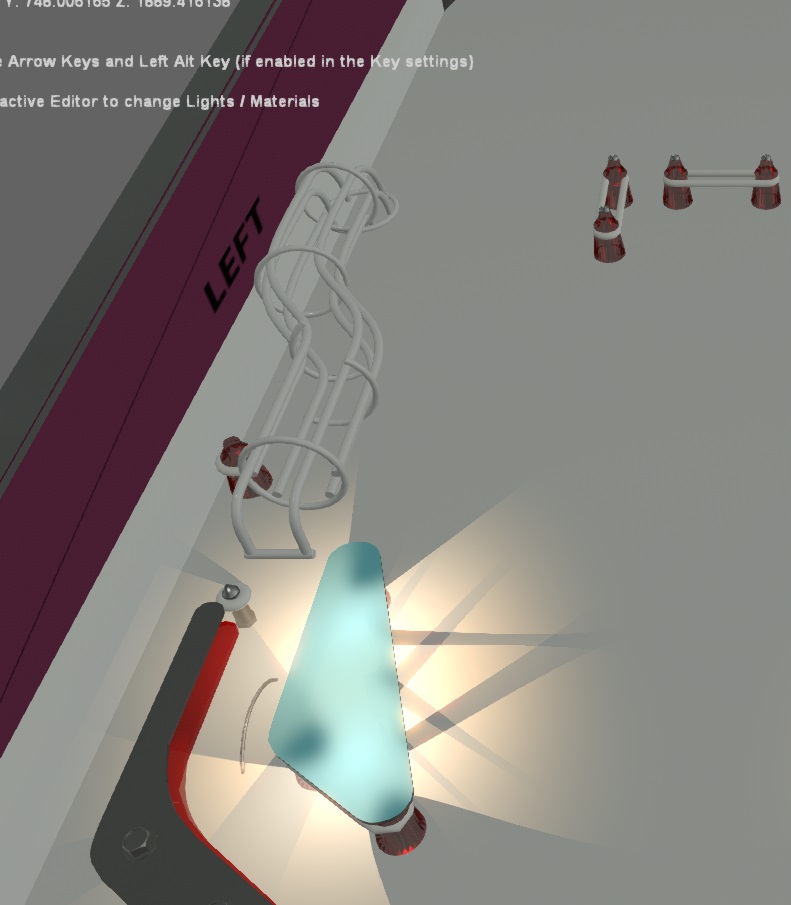 Y: 748.006165 Z: 1889.416138
e Arrow Keys and Left Alt Key (if enabled in the Key settings)
active Editor to change Lights / Materials
LEFT